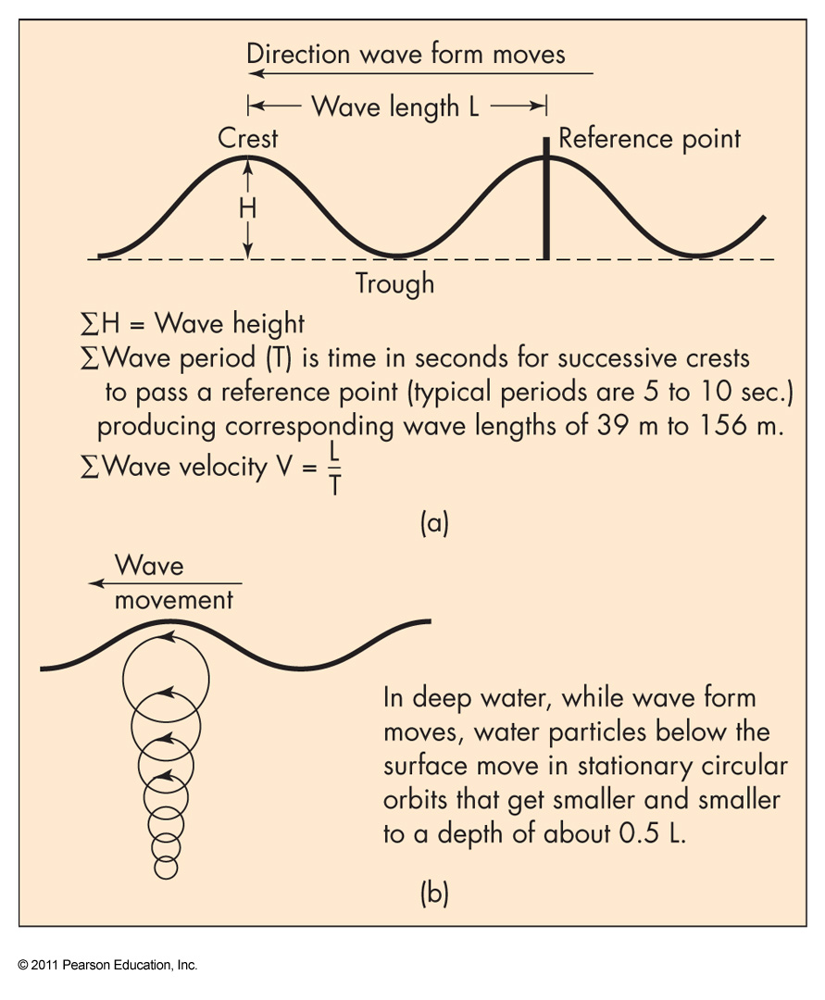 Direction wave form moves
Wave length L
Crest
Reference point
H
Trough
∑H = Wave height
∑Wave period (T) is time in seconds for successive crests
to pass a reference point (typical periods are 5 to 10 sec.)
producing corresponding wave lengths of 39 m to 156 m.
∑Wave velocity V = L/T
(a)
Wave
movement
In deep water, while wave form
moves, water particles below the
surface move in stationary circular
orbits that get smaller and smaller
to a depth of about 0.5 L.
(b)
© 2011 Pearson Education, Inc.